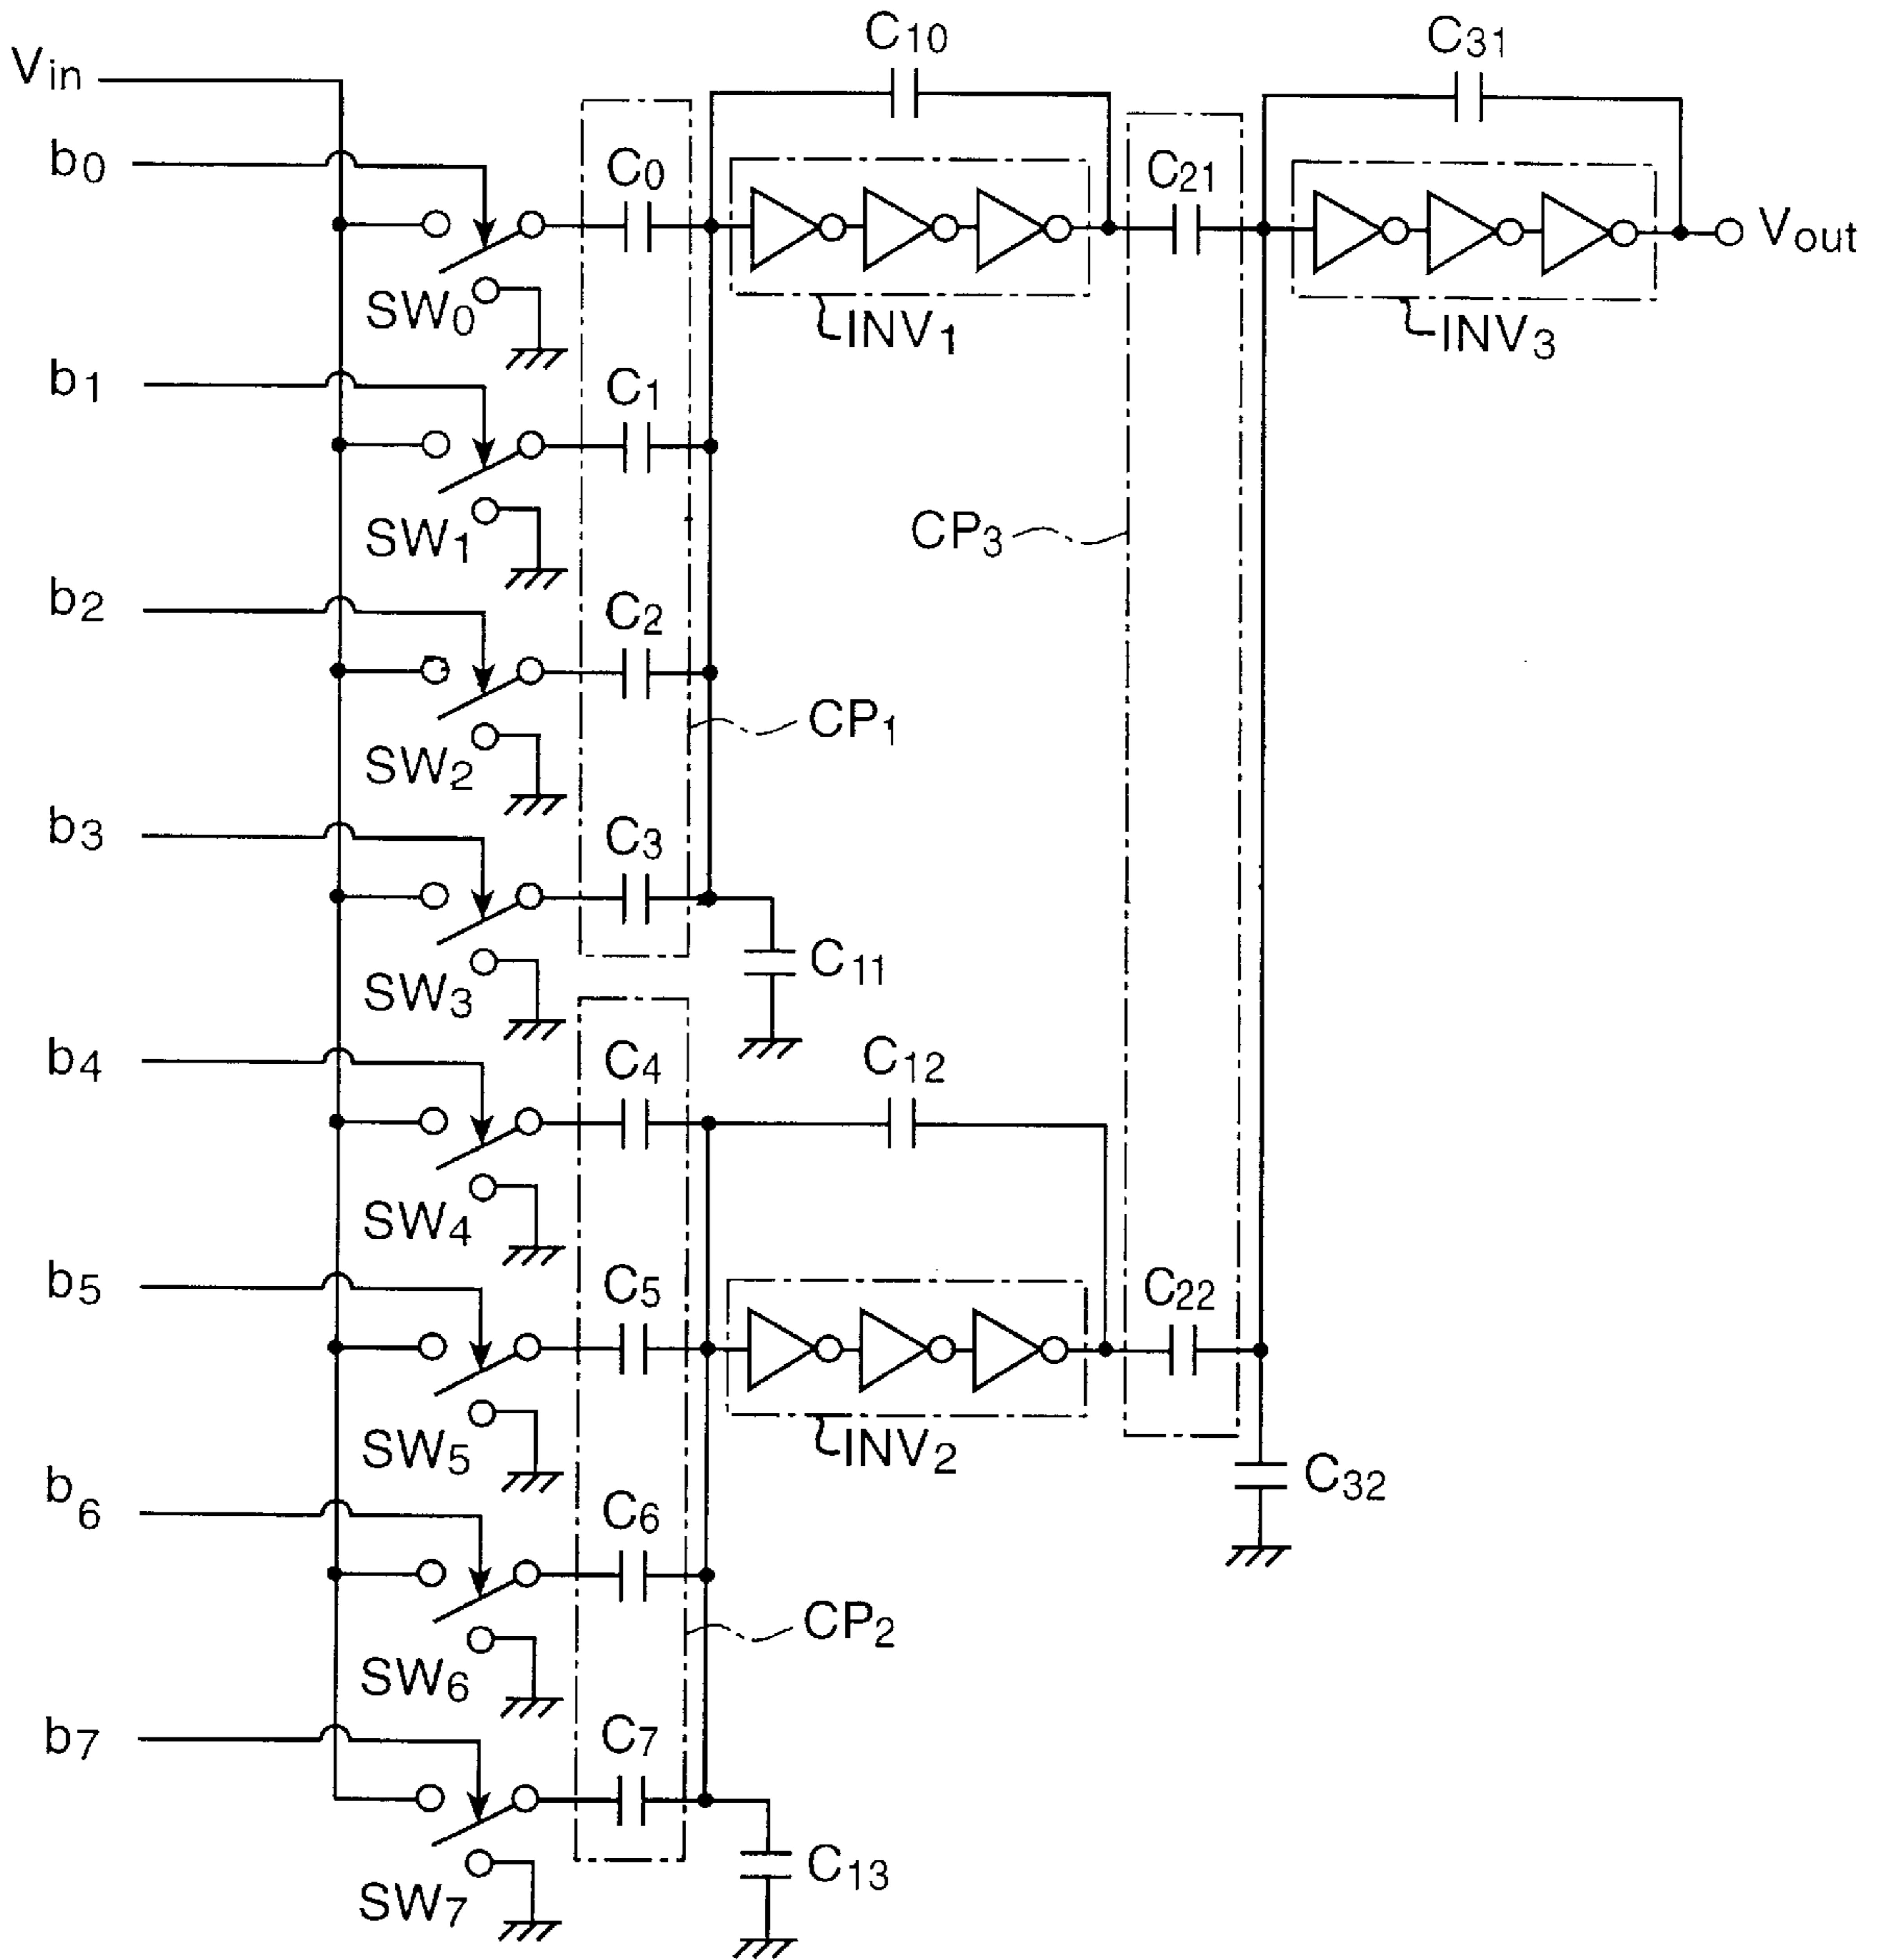 C10
C31
Vin
b0
C0
C21
Vout
SW0
INV1
INV3
b1
C1
SW1
CP3
b2
C2
SW2
CP1
b3
C3
SW3
C11
b4
C4
C12
SW4
b5
C5
C22
SW5
INV2
C32
b6
C6
SW6
CP2
b7
C7
SW7
C13